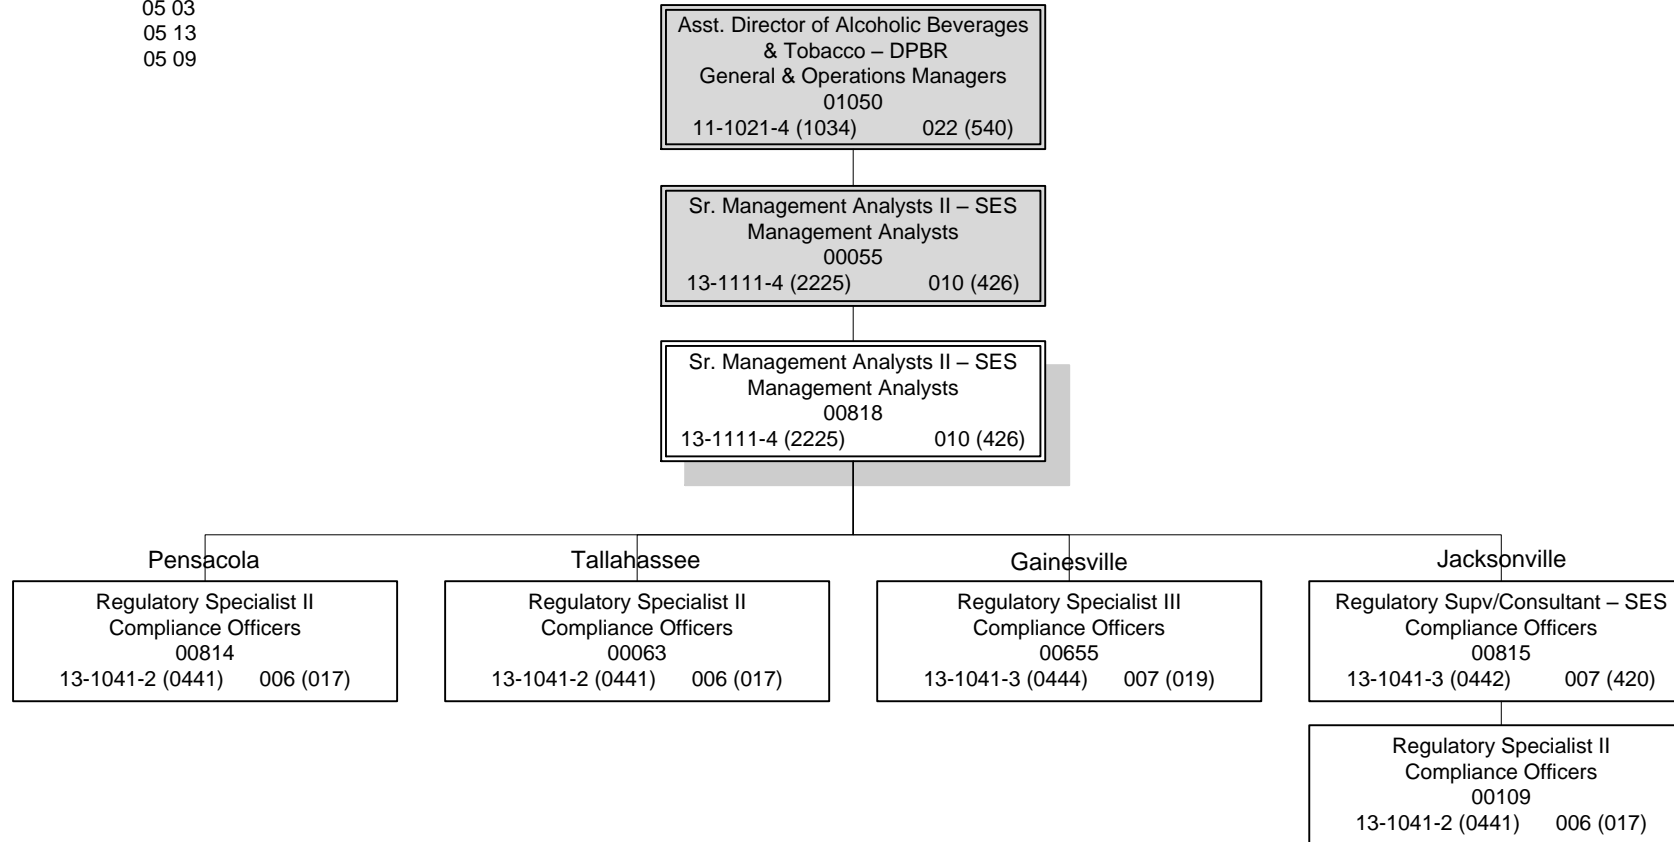 05 03
05 13
05 09
Asst. Director of Alcoholic Beverages
& Tobacco – DPBR
General & Operations Managers
01050
11-1021-4 (1034) 022 (540)
Sr. Management Analysts II – SES
Management Analysts
00055
13-1111-4 (2225) 010 (426)
Sr. Management Analysts II – SES
Management Analysts
00818
13-1111-4 (2225) 010 (426)
Pensacola
Regulatory Specialist II
Compliance Officers
00814
13-1041-2 (0441) 006 (017)
Tallahassee
Regulatory Specialist II
Compliance Officers
00063
13-1041-2 (0441) 006 (017)
Gainesville
Regulatory Specialist III
Compliance Officers
00655
13-1041-3 (0444) 007 (019)
Jacksonville
Regulatory Supv/Consultant – SES
Compliance Officers
00815
13-1041-3 (0442) 007 (420)
Regulatory Specialist II
Compliance Officers
00109
13-1041-2 (0441) 006 (017)